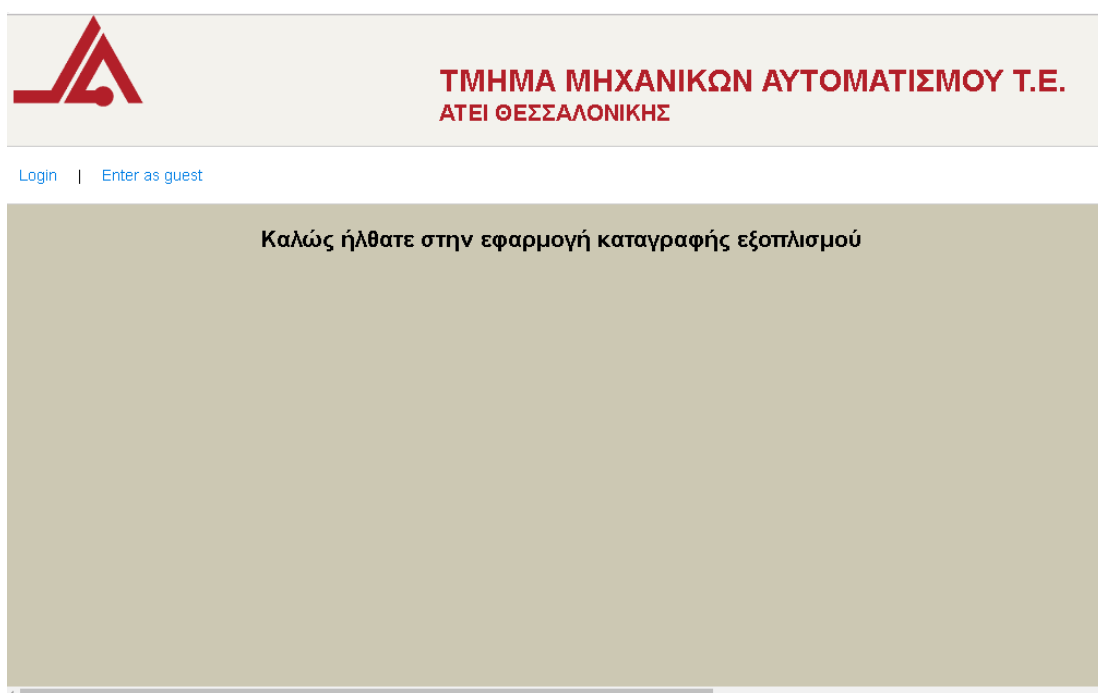 ΤΜΗΜΑ ΜΗΧΑΝΙΚΩΝ ΑΥΤΟΜΑΤΙΣΜΟΥ Τ.Ε.
ΑΤΕΙ ΘΕΣΣΑΛΟΝΙΚΗΣ
Login | Enter as guest
Καλώς ήλθατε στην εφαρμογή καταγραφής εξοπλισμού